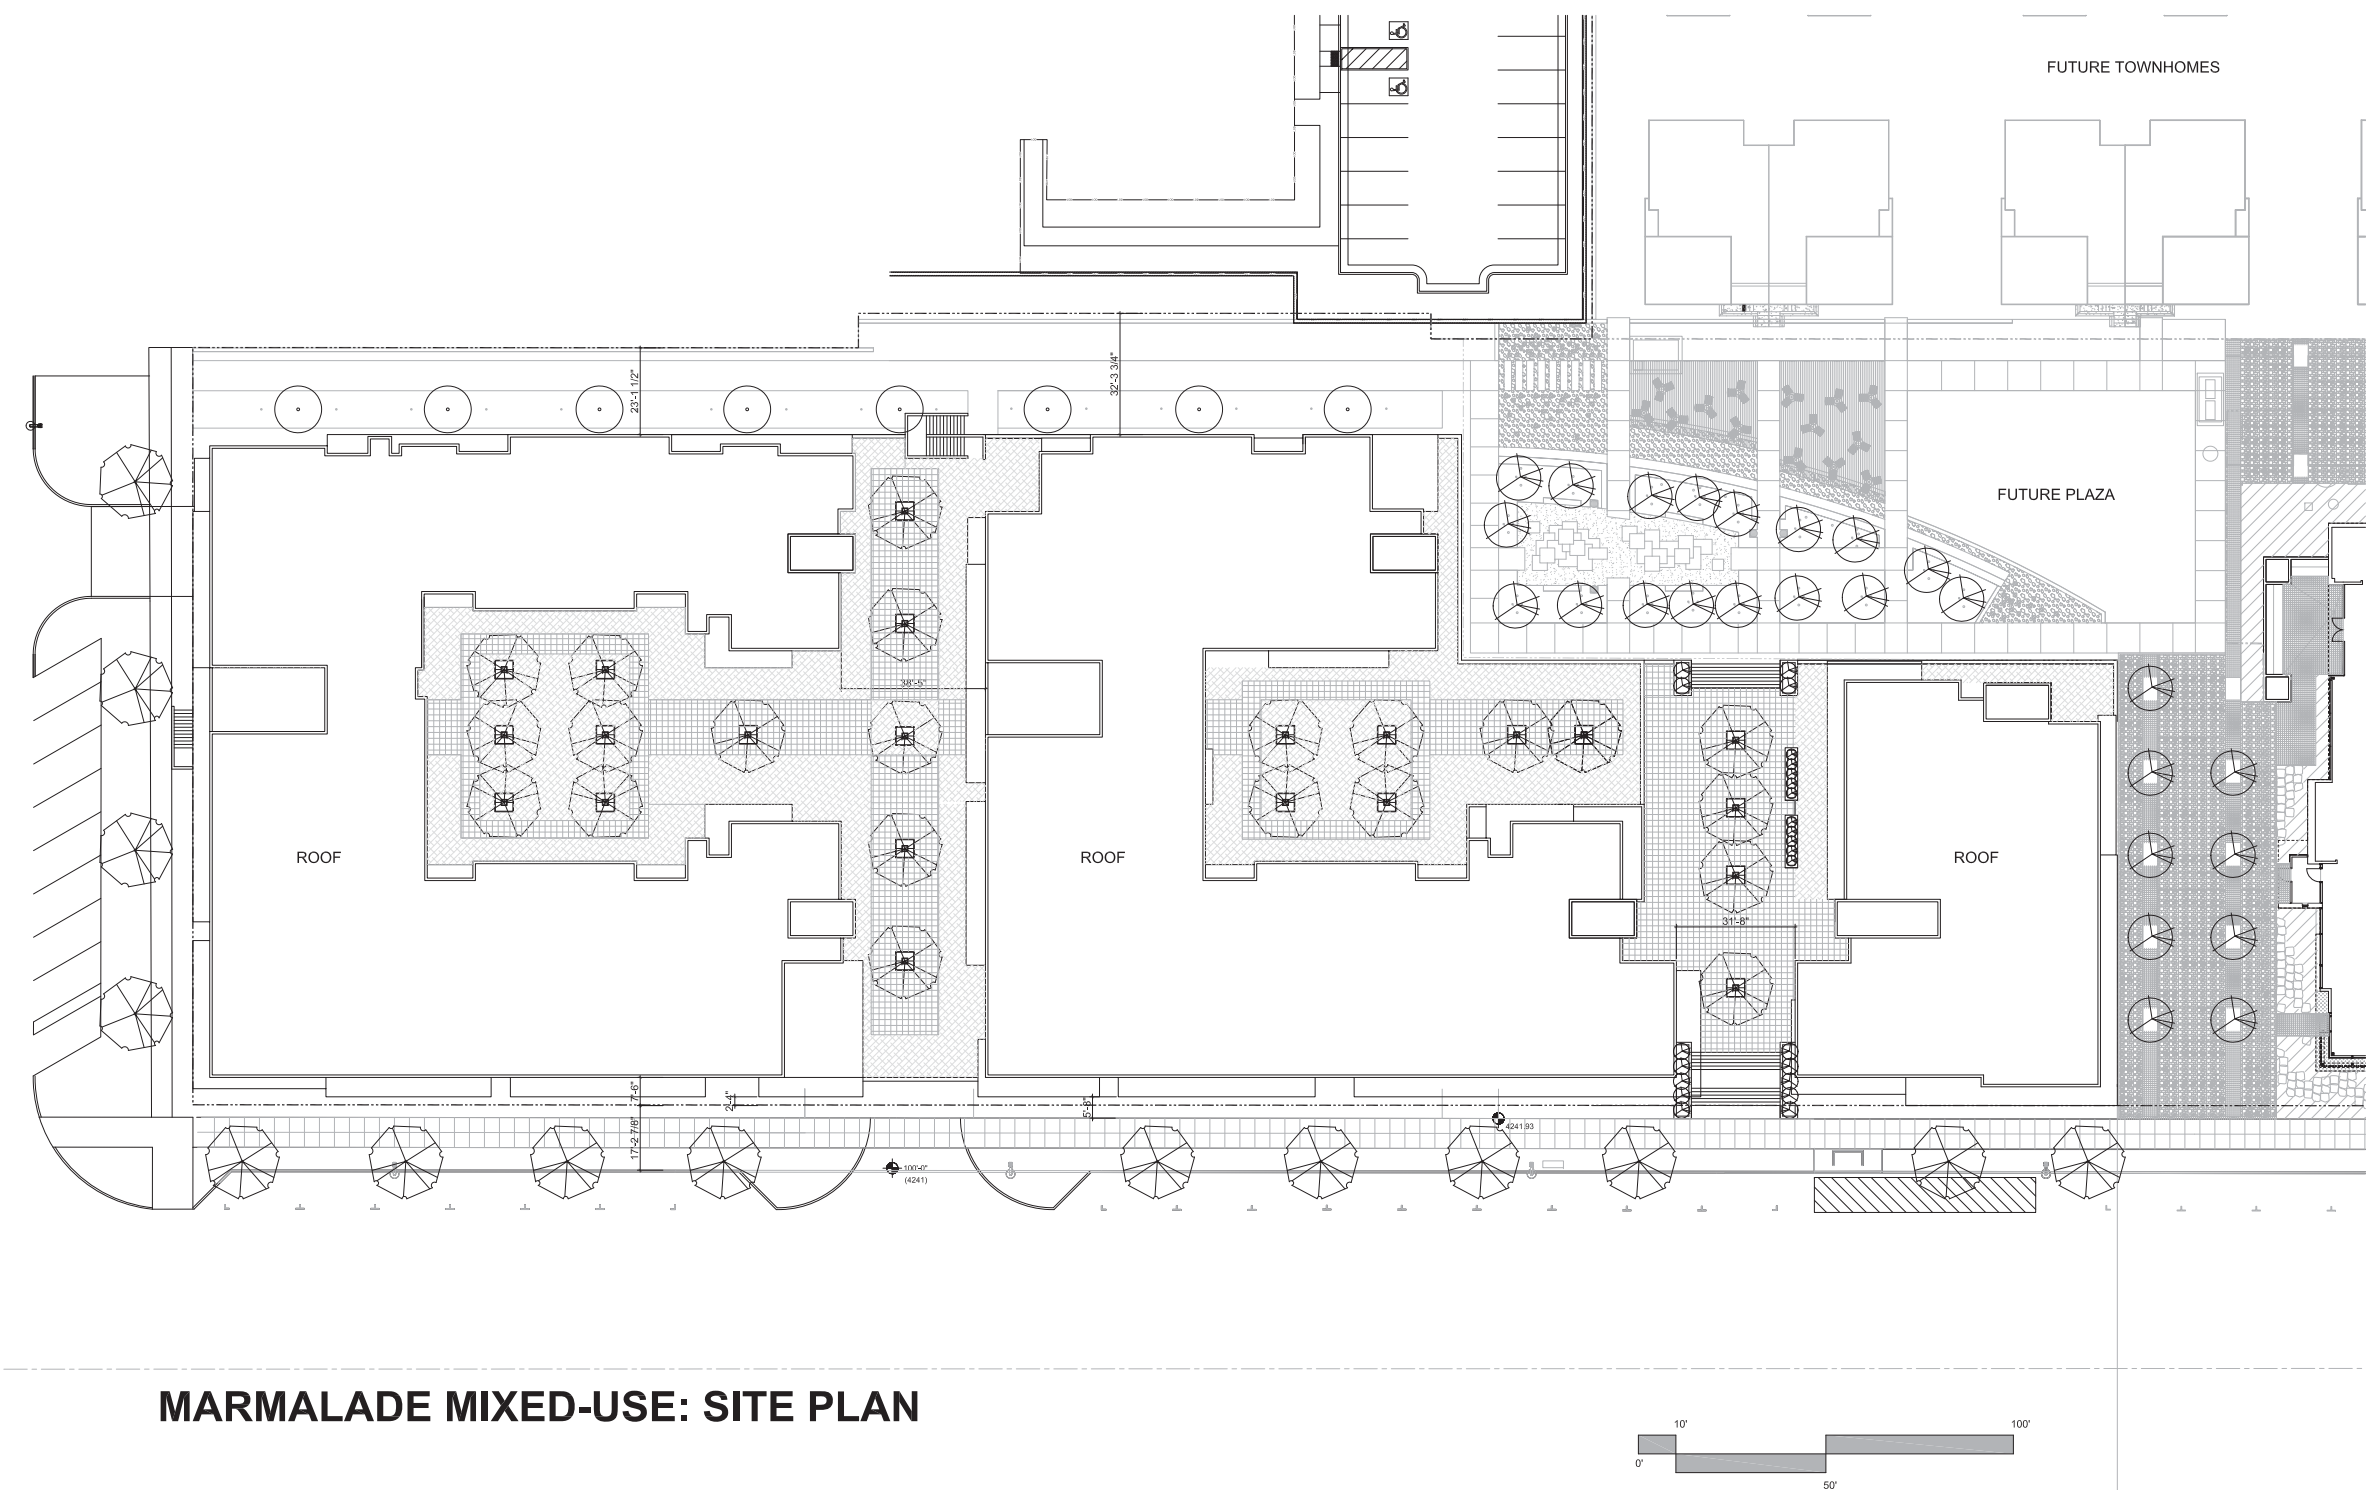 FUTURE TOWNHOMES
23'-1 1/2"
32'-3 3/4"
FUTURE PLAZA
38'-5"
ROOF
ROOF
ROOF
31'-8"
7'-6"
2'-4"
5'-8"
17'-2 7/8"
4241.93
100'-0"
(4241)
MARMALADE MIXED-USE: SITE PLAN
10'
100'
0'
50'